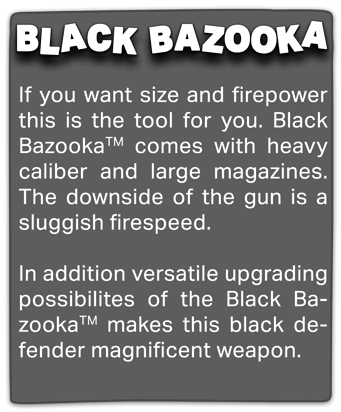 BLACK BAZOOKA
If you want size and firepower
this is the tool for you. Black
Bazooka™ comes with heavy
caliber and large magazines.
The downside of the gun is a
sluggish firespeed.
In addition versatile upgrading
possibilites of the Black Ba-
zooka™ makes this black de-
fender magnificent weapon.